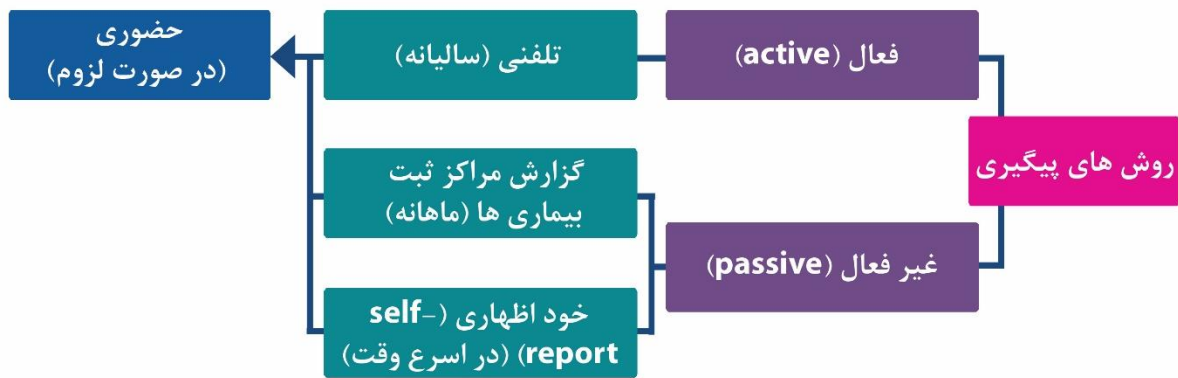 روش های پیگیری
فعال (active)
تلفنی (سالیانه)
حضوری
(در صورت لزوم)
غیر فعال (passive)
گزارش مراکز ثبت
بیماری ها (ماهانه)
خود اظهاری (self-
report) (در اسرع وقت)